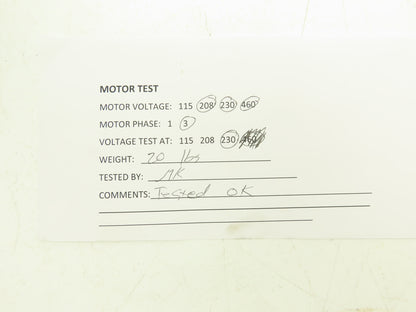 MOTOR TEST
MOTOR VOLTAGE: 115 208 230 460
MOTOR PHASE: 1 3
VOLTAGE TEST AT: 115 208 230 460
WEIGHT: 70 lbs
TESTED BY: MK
COMMENTS: Tested OK